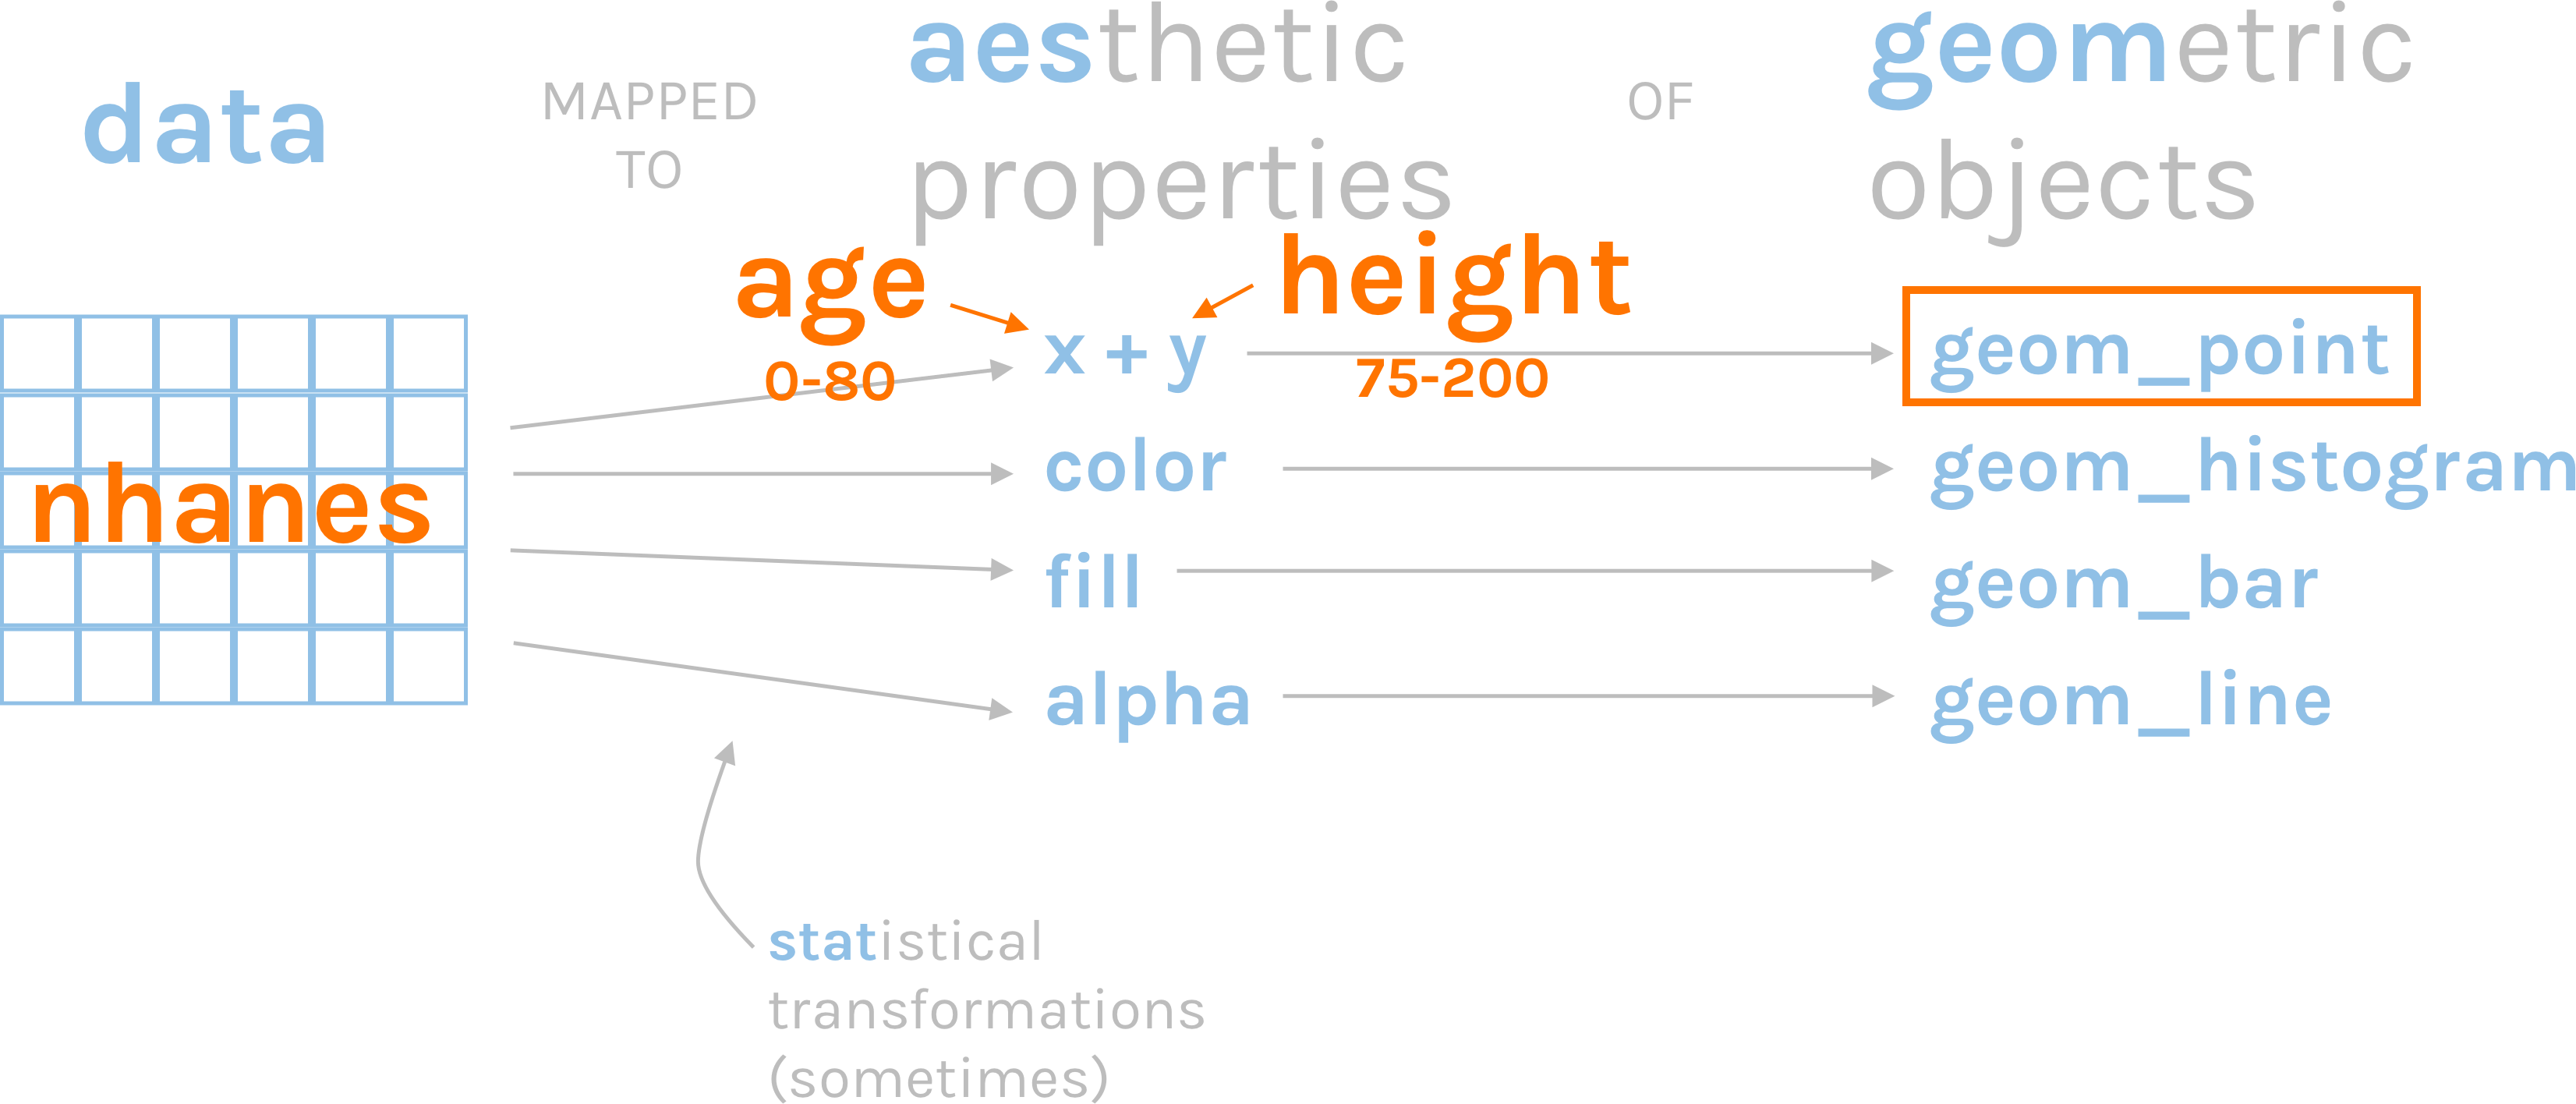 data
MAPPED
TO
aesthetic
properties
OF
geometric
objects
nhanes
age
0-80
height
75-200
x + y
color
fill
alpha
geom_point
geom_histogram
geom_bar
geom_line
statistical
transformations
(sometimes)